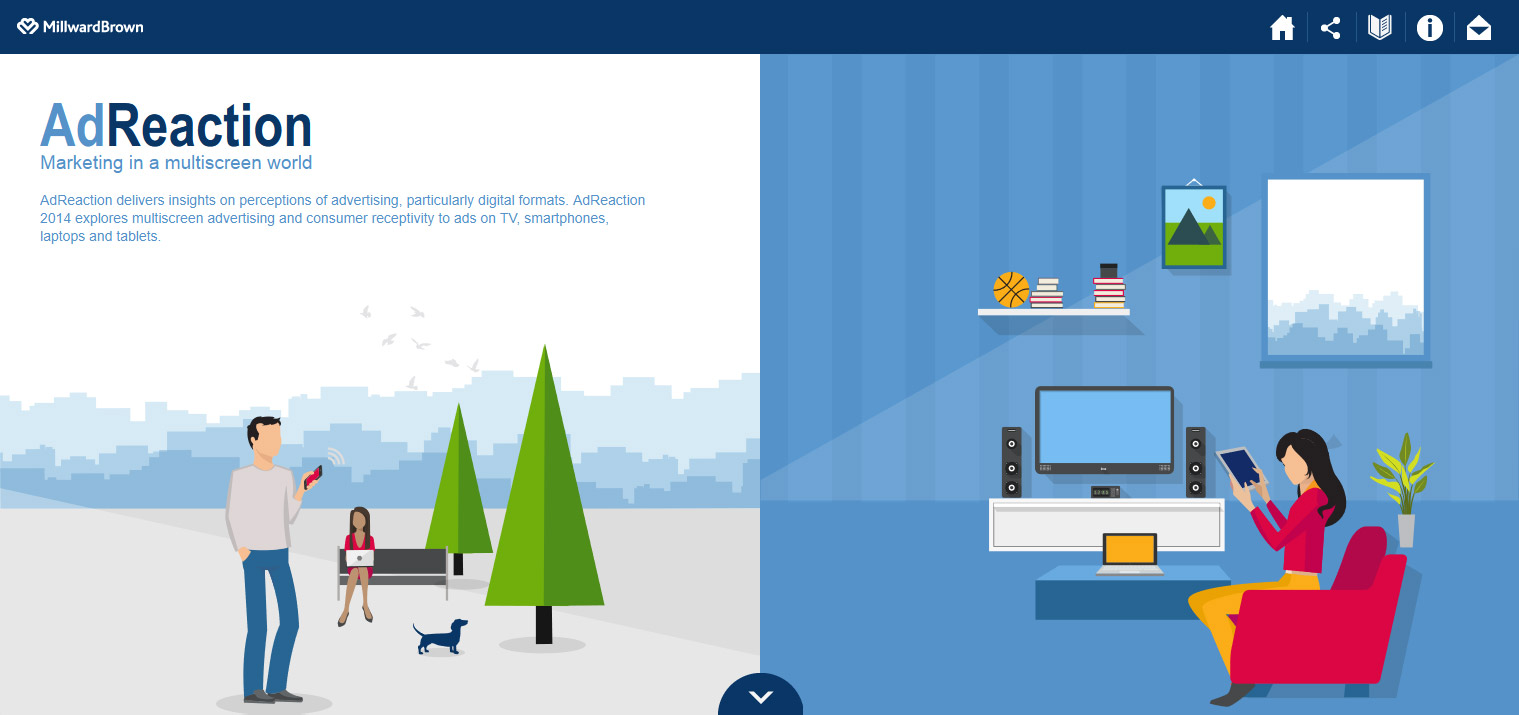 MillwardBrown
AdReaction
Marketing in a multiscreen world
AdReaction delivers insights on perceptions of advertising, particularly digital formats. AdReaction
2014 explores multiscreen advertising and consumer receptivity to ads on TV, smartphones,
laptops and tablets.